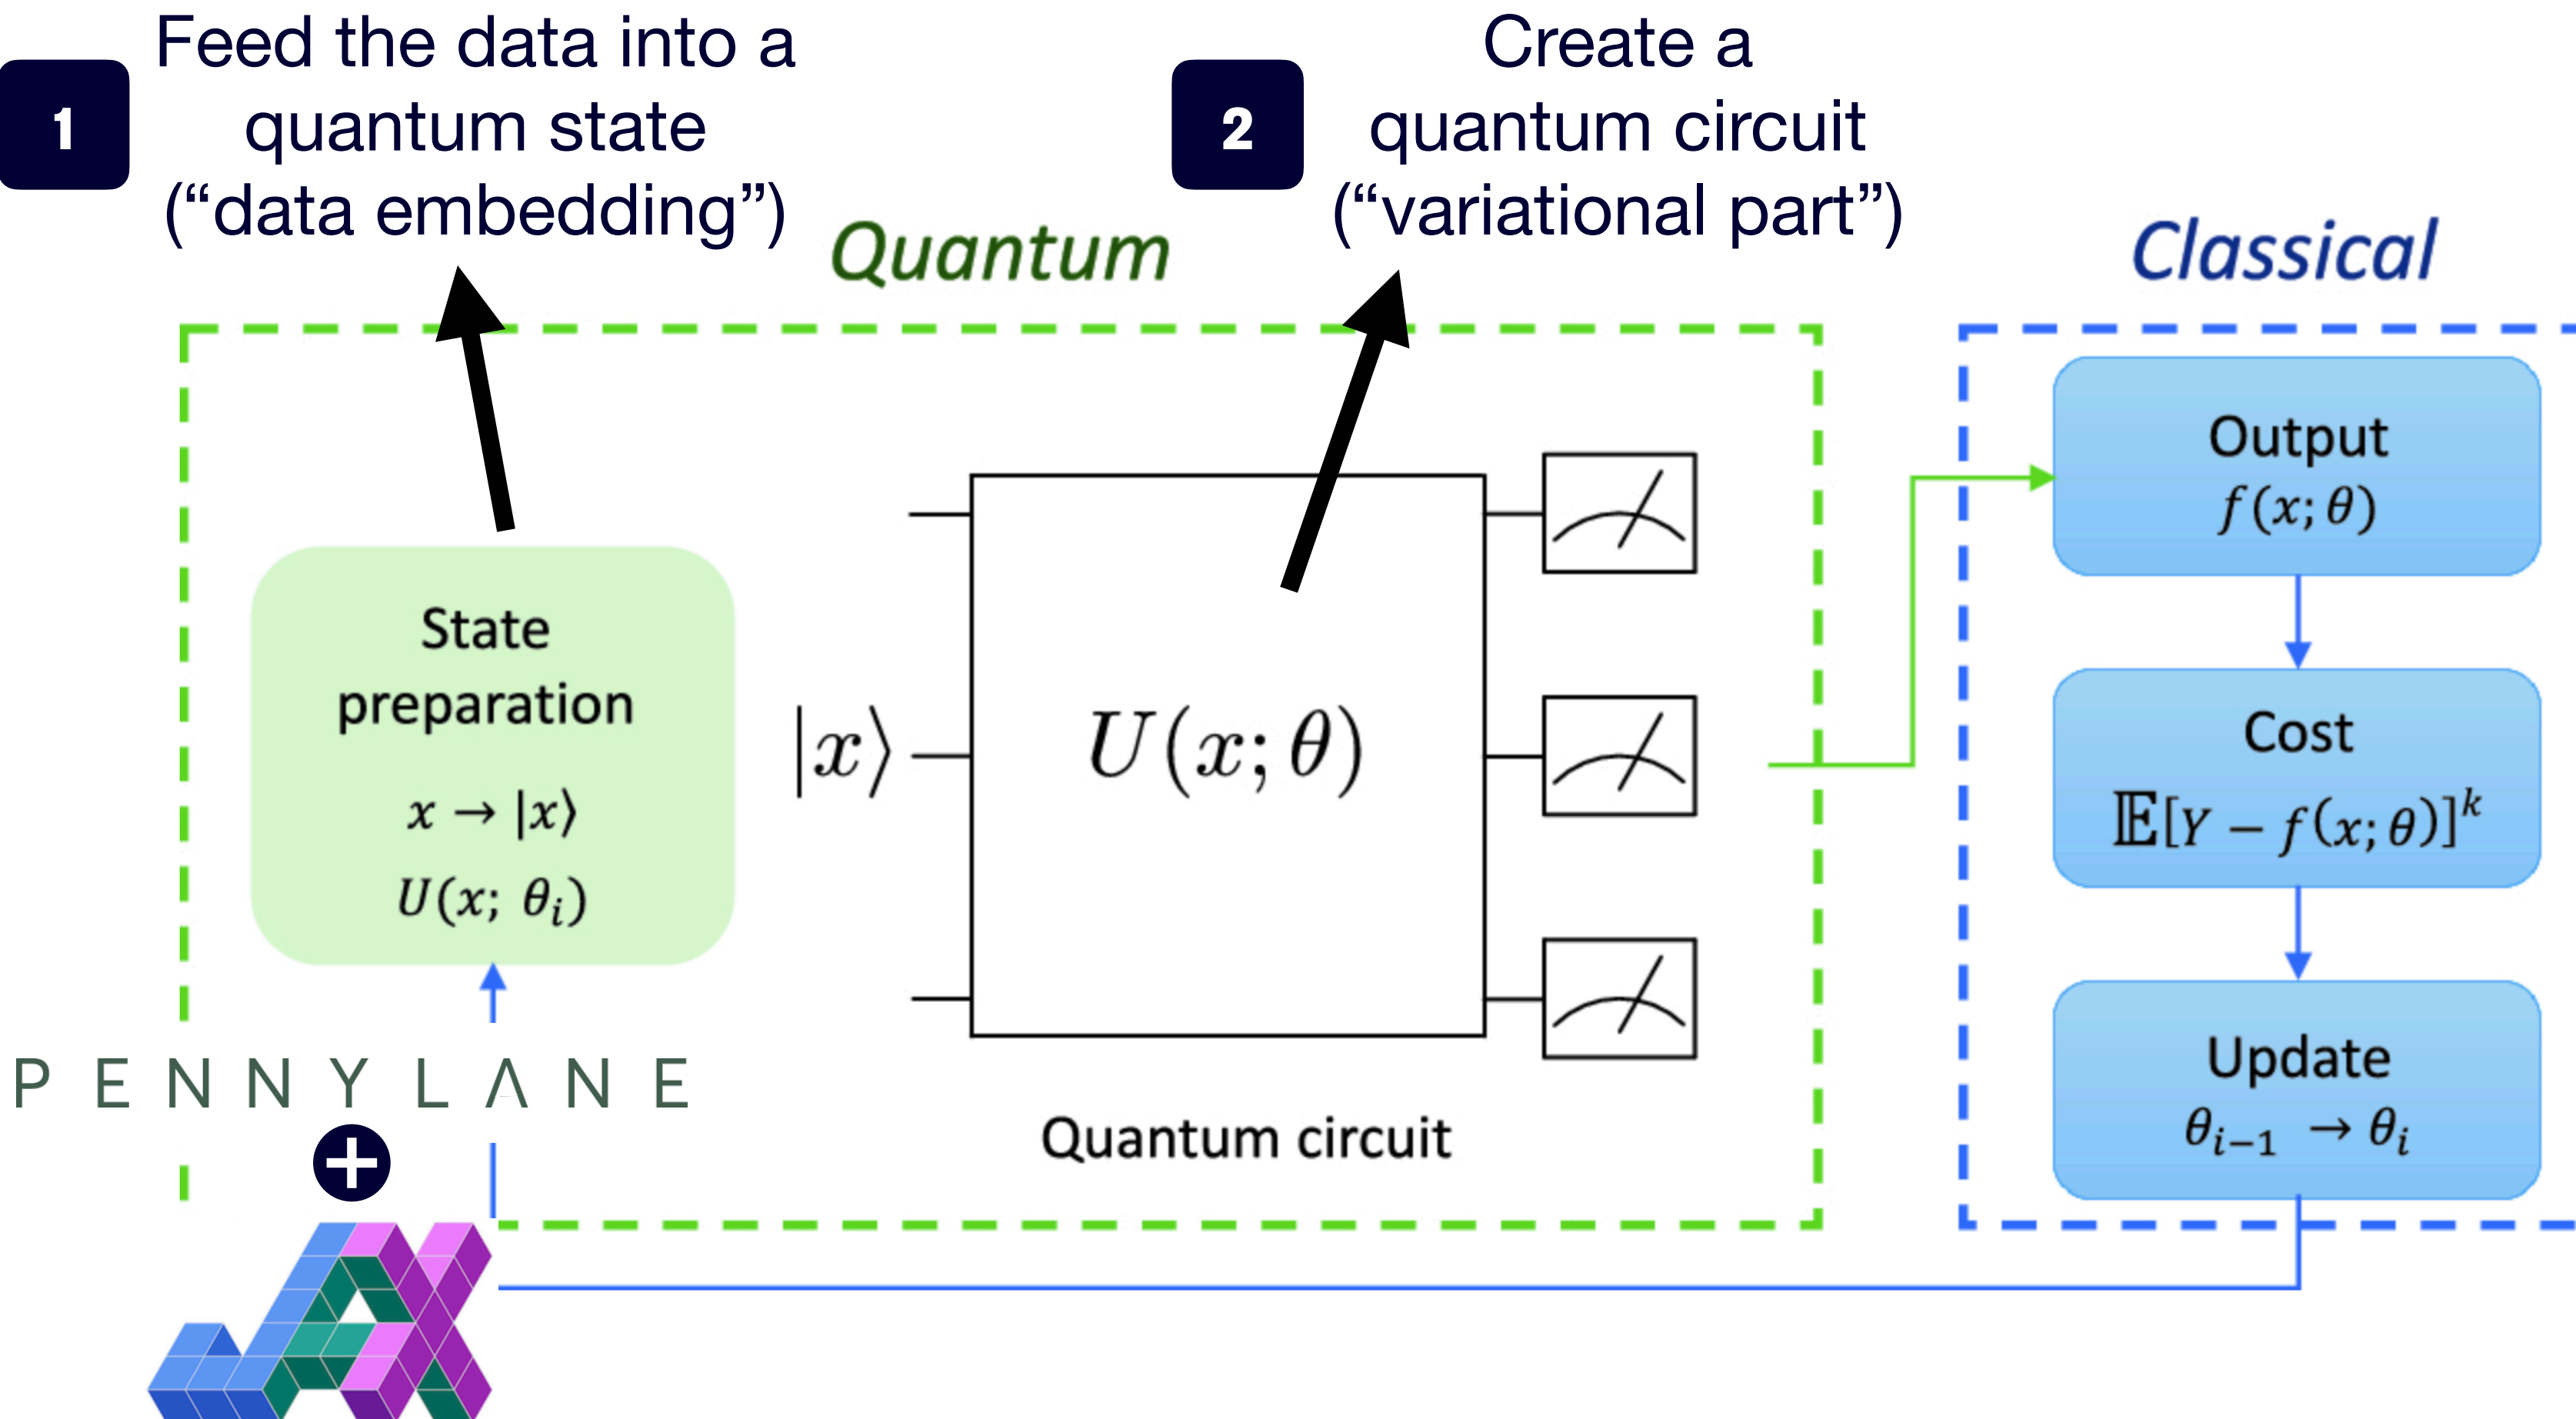 1
Feed the data into a
quantum state
(“data embedding”)
2
Create a
quantum circuit
(“variational part”)
Quantum
Classical
State
preparation
x → |x⟩
U(x; θᵢ)
|x⟩
U(x; θ)
Quantum circuit
Output
f(x; θ)
Cost
𝔼[Y − f(x; θ)]ᵏ
Update
θᵢ₋₁ → θᵢ
PENNYLANE
+
JAX